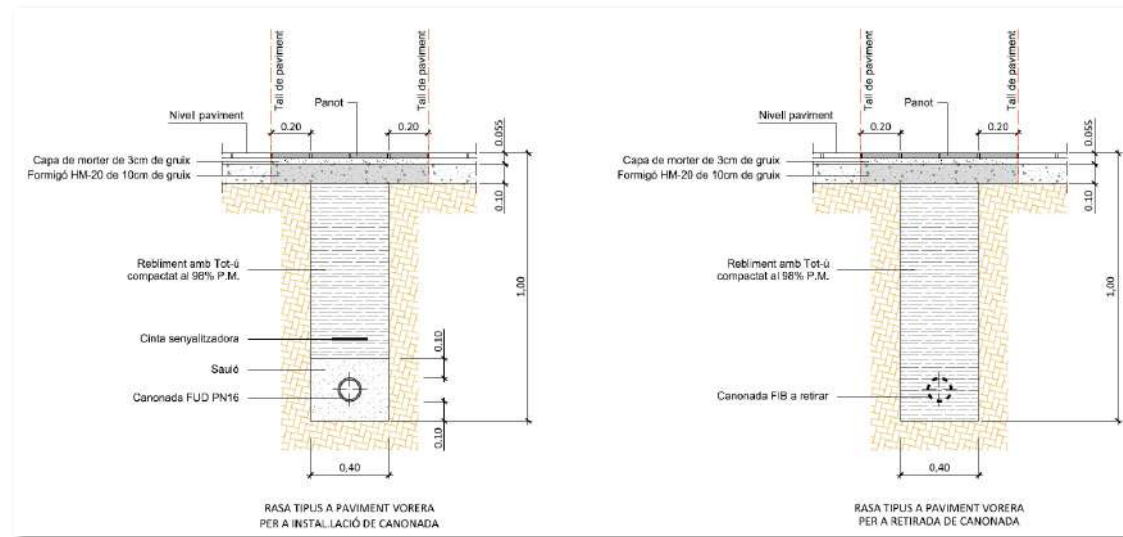 Tall de paviment
Tall de paviment
Panot
Nivell paviment
0.20
0.20
0.055
Capa de morter de 3cm de gruix
Formigó HM-20 de 10cm de gruix
0.10
Rebliment amb Tot-ú
compactat al 98% P.M.
1,00
Cinta senyalitzadora
0.10
Sauló
Canonada FUD PN16
0.10
0,40
RASA TIPUS A PAVIMENT VORERA
PER A INSTAL.LACIÓ DE CANONADA
Tall de paviment
Tall de paviment
Panot
Nivell paviment
0.20
0.20
0.055
Capa de morter de 3cm de gruix
Formigó HM-20 de 10cm de gruix
0.10
Rebliment amb Tot-ú
compactat al 98% P.M.
1,00
Canonada FIB a retirar
0,40
RASA TIPUS A PAVIMENT VORERA
PER A RETIRADA DE CANONADA